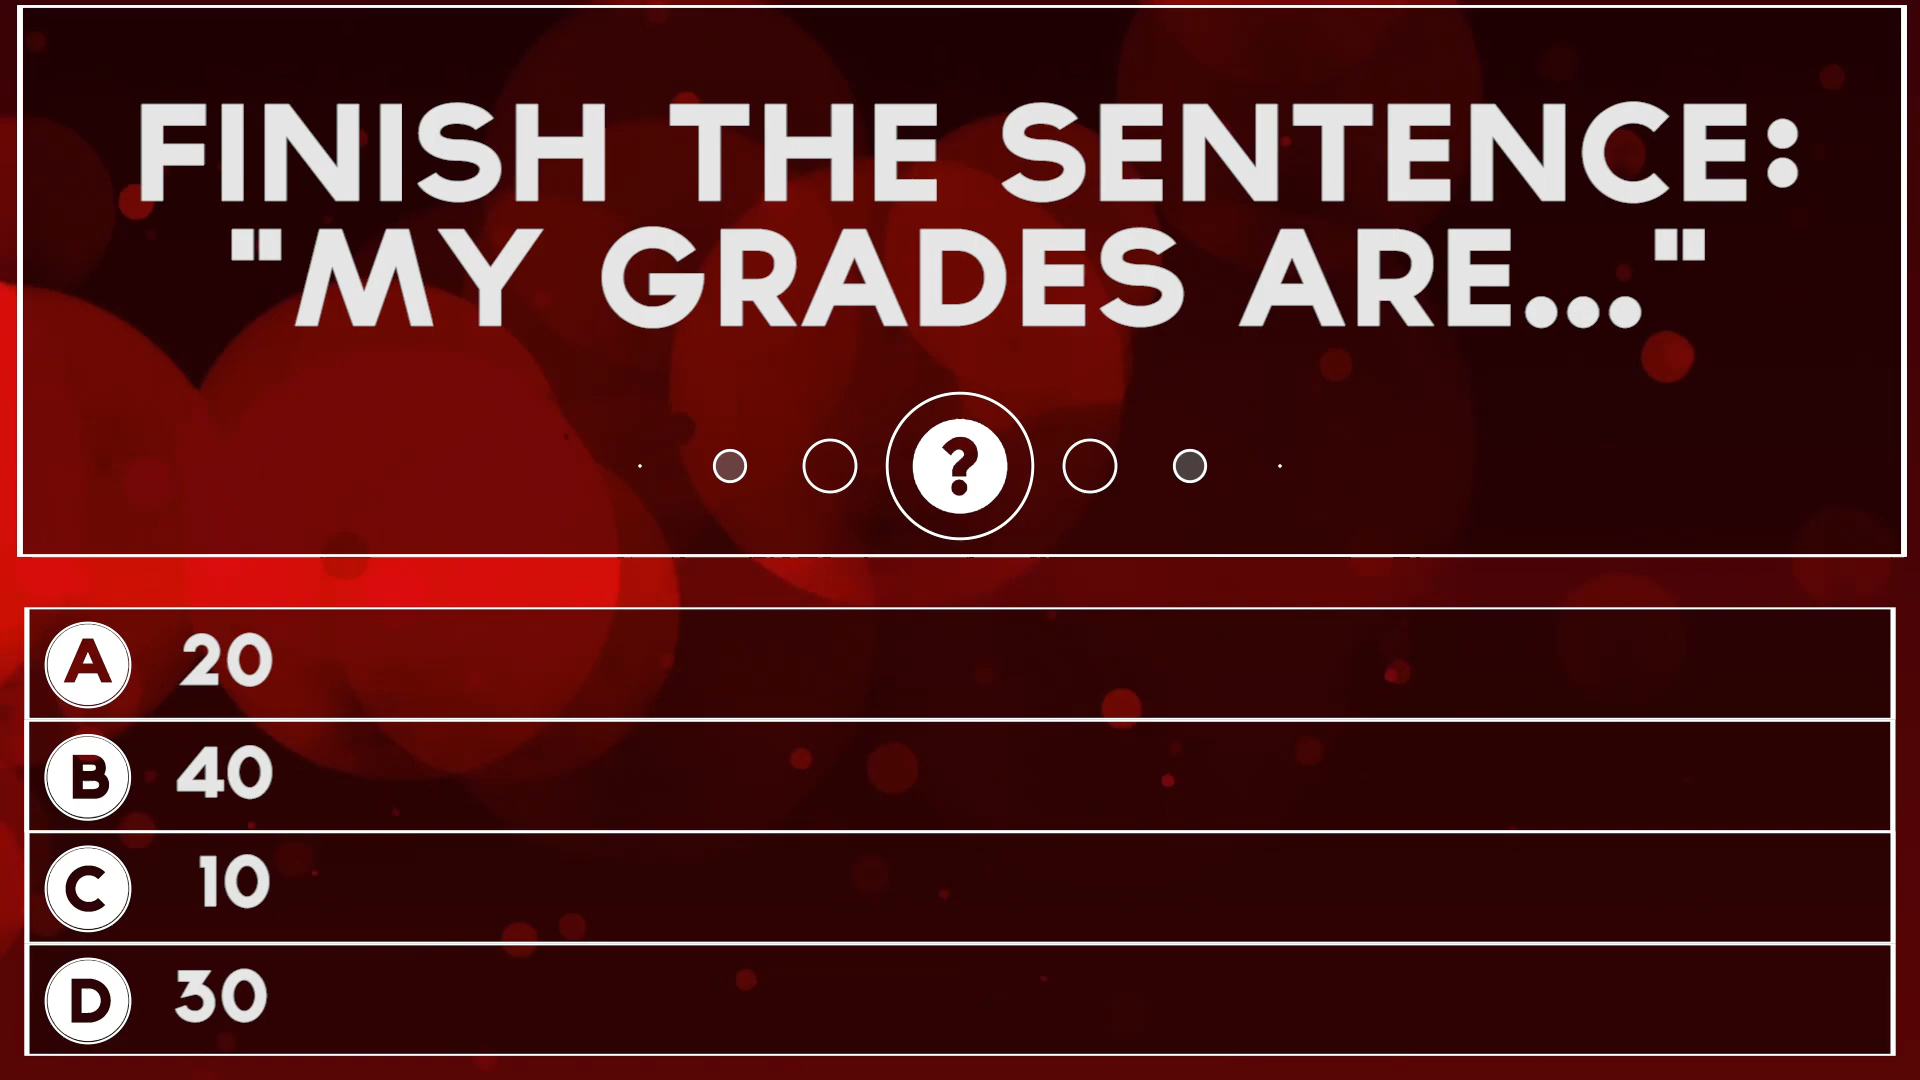 FINISH THE SENTENCE:
"MY GRADES ARE..."
?
A 20
B 40
C 10
D 30